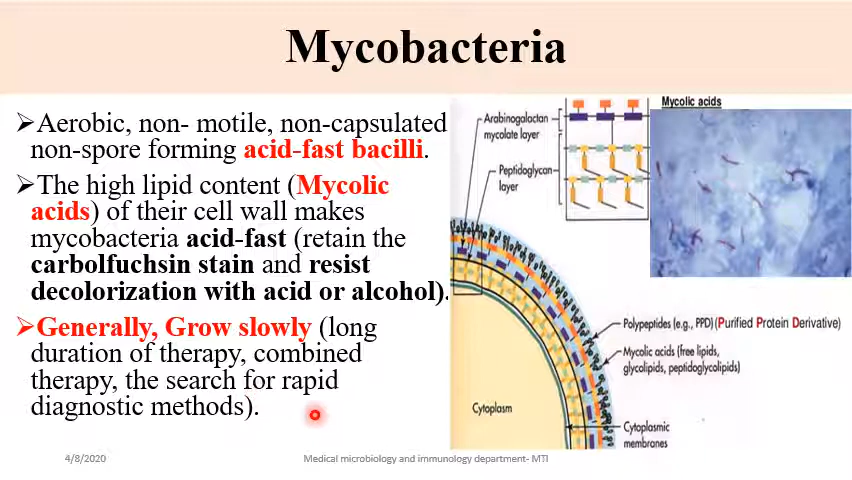 Mycobacteria
➢Aerobic, non- motile, non-capsulated
non-spore forming acid-fast bacilli.
➢The high lipid content (Mycolic
acids) of their cell wall makes
mycobacteria acid-fast (retain the
carbolfuchsin stain and resist
decolorization with acid or alcohol).
➢Generally, Grow slowly (long
duration of therapy, combined
therapy, the search for rapid
diagnostic methods).
Mycolic acids
Arabinogalactan
mycolate layer
Peptidoglycan
layer
Polypeptides (e.g., PPD) (Purified Protein Derivative)
Mycolic acids (free lipids,
glycolipids, peptidoglycolipids)
Cytoplasm
Cytoplasmic
membranes
4/8/2020
Medical microbiology and immunology department- MTI